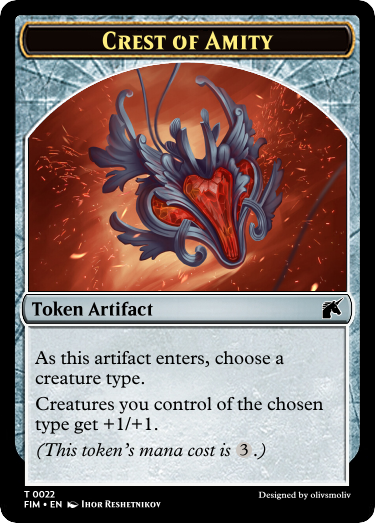 CREST OF AMITY
Token Artifact
As this artifact enters, choose a
creature type.
Creatures you control of the chosen
type get +1/+1.
(This token's mana cost is 3.)
T 0022
FIM • EN IHOR RESHETNIKOV
Designed by olivsmoliv